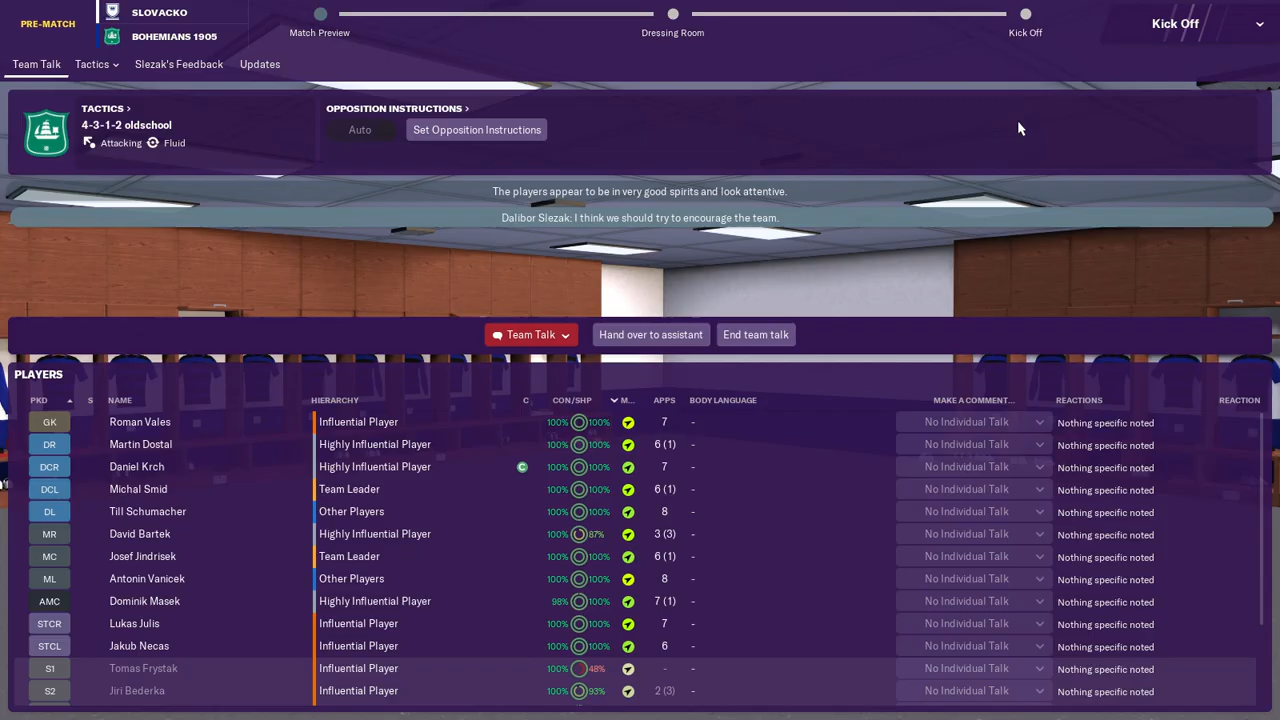 PRE-MATCH
SLOVACKO
BOHEMIANS 1905
Match Preview
Dressing Room
Kick Off
Kick Off
Team Talk
Tactics
Slezak's Feedback
Updates
TACTICS >
4-3-1-2 oldschool
Attacking Fluid
OPPOSITION INSTRUCTIONS >
Auto
Set Opposition Instructions
The players appear to be in very good spirits and look attentive.
Dalibor Slezak: I think we should try to encourage the team.
Team Talk
Hand over to assistant
End team talk
PLAYERS
PKD S NAME HIERARCHY C CON/SHP M... APPS BODY LANGUAGE MAKE A COMMENT... REACTIONS REACTION
GK Roman Vales Influential Player 100% 100% 7 - No Individual Talk Nothing specific noted
DR Martin Dostal Highly Influential Player 100% 100% 6 (1) - No Individual Talk Nothing specific noted
DCR Daniel Krch Highly Influential Player C 100% 100% 7 - No Individual Talk Nothing specific noted
DCL Michal Smid Team Leader 100% 100% 6 (1) - No Individual Talk Nothing specific noted
DL Till Schumacher Other Players 100% 100% 8 - No Individual Talk Nothing specific noted
MR David Bartek Highly Influential Player 100% 87% 3 (3) - No Individual Talk Nothing specific noted
MC Josef Jindrisek Team Leader 100% 100% 6 (1) - No Individual Talk Nothing specific noted
ML Antonin Vanicek Other Players 100% 100% 8 - No Individual Talk Nothing specific noted
AMC Dominik Masek Highly Influential Player 98% 100% 7 (1) - No Individual Talk Nothing specific noted
STCR Lukas Julis Influential Player 100% 100% 7 - No Individual Talk Nothing specific noted
STCL Jakub Necas Influential Player 100% 100% 6 - No Individual Talk Nothing specific noted
S1 Tomas Frystak Influential Player 100% 48% - - No Individual Talk Nothing specific noted
S2 Jiri Bederka Influential Player 100% 93% 2 (3) - No Individual Talk Nothing specific noted